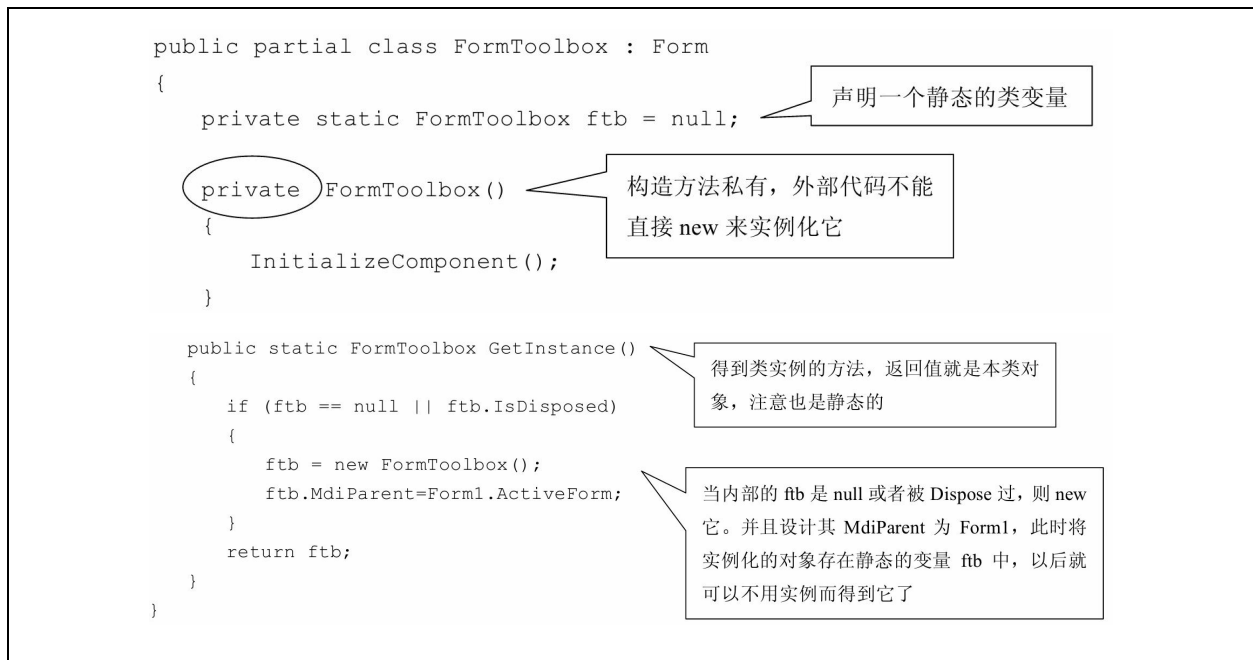 public partial class FormToolbox : Form
{
声明一个静态的类变量
private static FormToolbox ftb = null;
private FormToolbox()
构造方法私有，外部代码不能
直接 new 来实例化它
{
InitializeComponent();
}
public static FormToolbox GetInstance()
得到类实例的方法，返回值就是本类对
象，注意也是静态的
{
if (ftb == null || ftb.IsDisposed)
{
ftb = new FormToolbox();
ftb.MdiParent=Form1.ActiveForm;
}
return ftb;
}
}
当内部的 ftb 是 null 或者被 Dispose 过，则 new
它。并且设计其 MdiParent 为 Form1，此时将
实例化的对象存在静态的变量 ftb 中，以后就
可以不用实例而得到它了